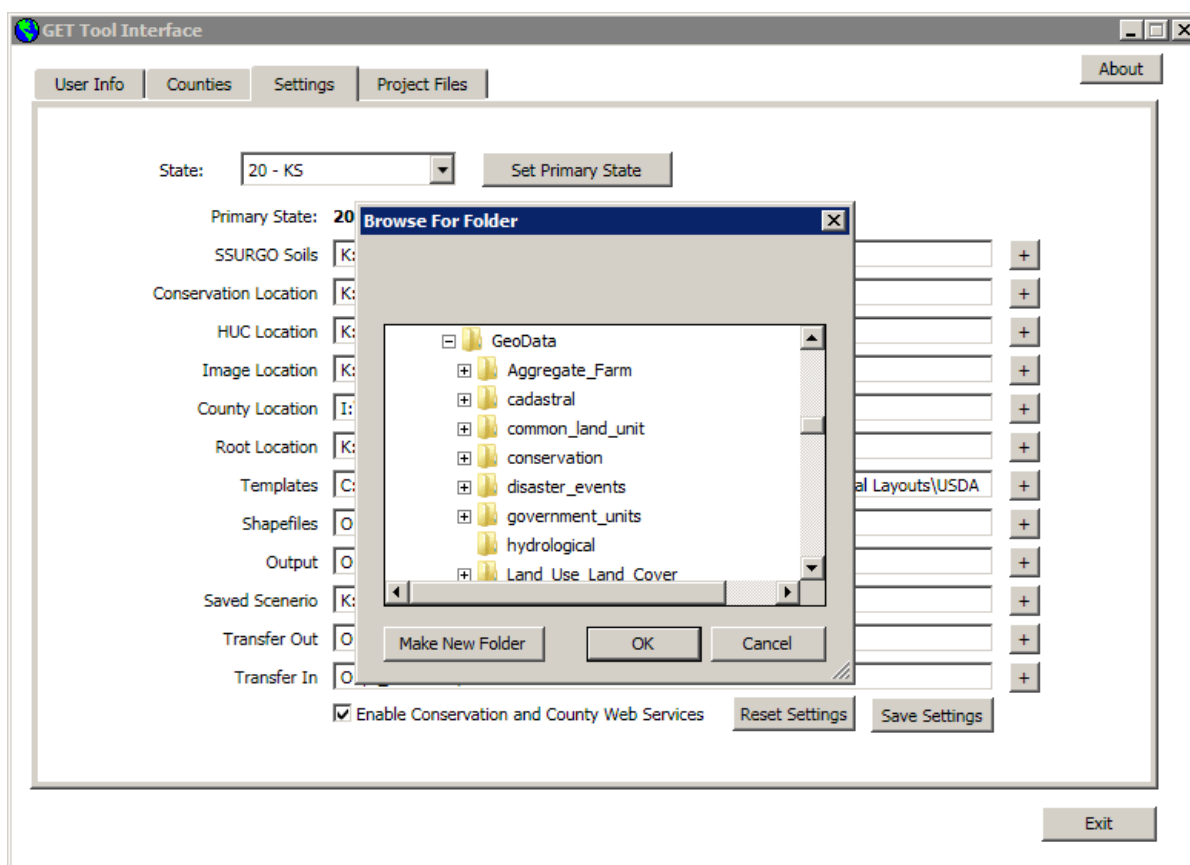 GET Tool Interface
About
User Info Counties Settings Project Files
State: 20 - KS Set Primary State
Primary State: 20
Browse For Folder
SSURGO Soils K: +
Conservation Location K: +
HUC Location K: +
Image Location K: +
County Location I: +
Root Location K: +
Templates C: al Layouts\USDA +
Shapefiles O +
Output O +
Saved Scenerio K: +
Transfer Out O +
Transfer In O +
GeoData
Aggregate_Farm
cadastral
common_land_unit
conservation
disaster_events
government_units
hydrological
Land_Use_Land_Cover
Make New Folder OK Cancel
Enable Conservation and County Web Services Reset Settings Save Settings
Exit